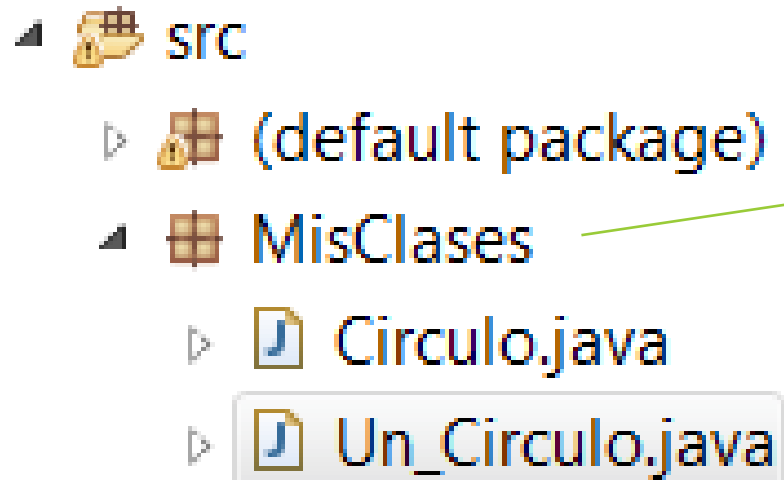 src
(default package)
MisClases
Circulo.java
Un_Circulo.java